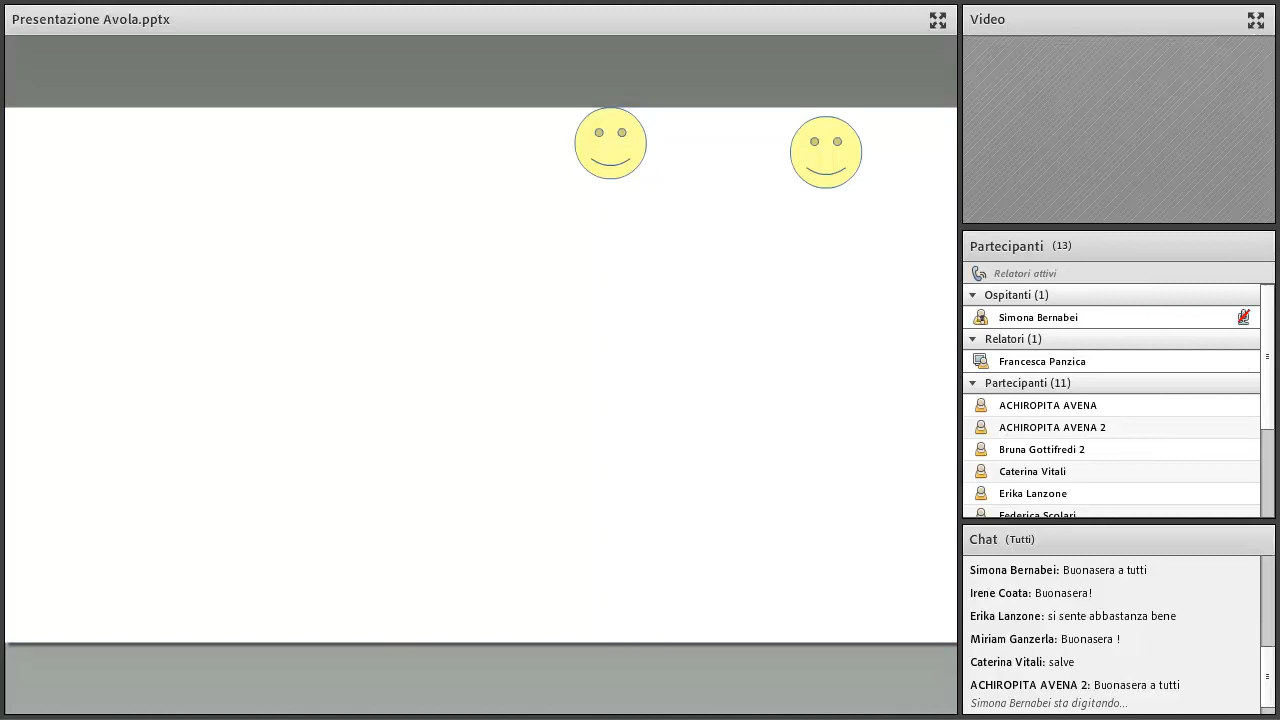 Presentazione Avola.pptx
Video
Partecipanti (13)
Relatori attivi
Ospitanti (1)
Simona Bernabei
Relatori (1)
Francesca Panzica
Partecipanti (11)
ACHIROPITA AVENA
ACHIROPITA AVENA 2
Bruna Gottifredi 2
Caterina Vitali
Erika Lanzone
Federica Scolari
Chat (Tutti)
Simona Bernabei: Buonasera a tutti
Irene Coata: Buonasera!
Erika Lanzone: si sente abbastanza bene
Miriam Ganzerla: Buonasera !
Caterina Vitali: salve
ACHIROPITA AVENA 2: Buonasera a tutti
Simona Bernabei sta digitando...